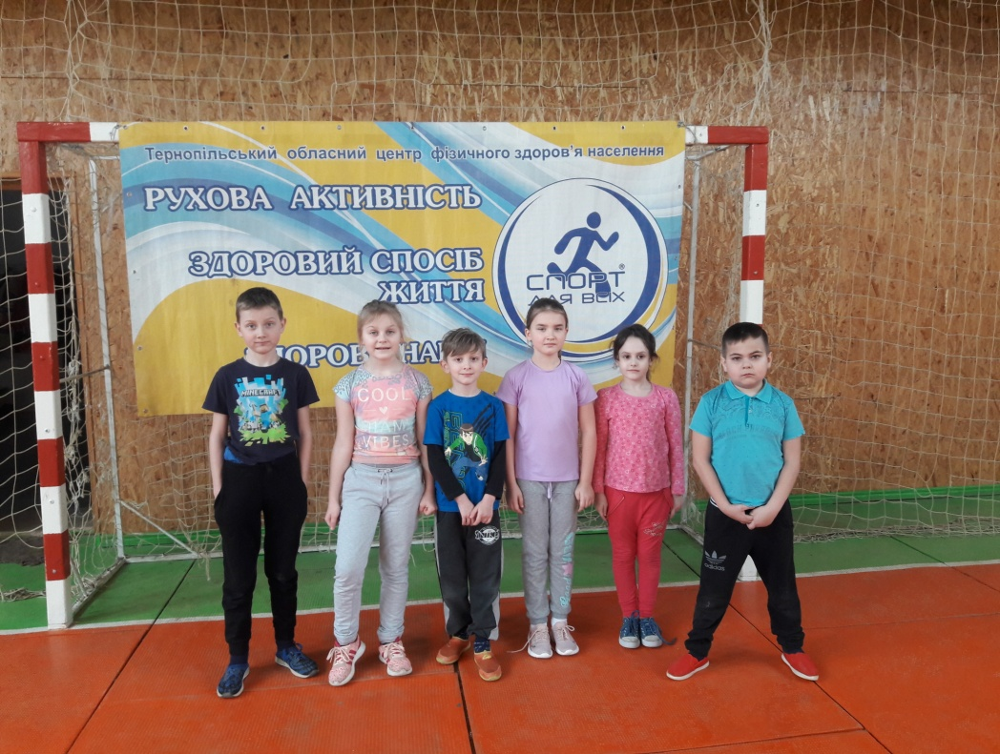 Тернопільський обласний центр фізичного здоров'я населення
РУХОВА АКТИВНІСТЬ
ЗДОРОВИЙ СПОСІБ
ЖИТТЯ
СПОРТ®
ДЛЯ ВСІХ
MINECRAFT
COOL
VIBES
adidas